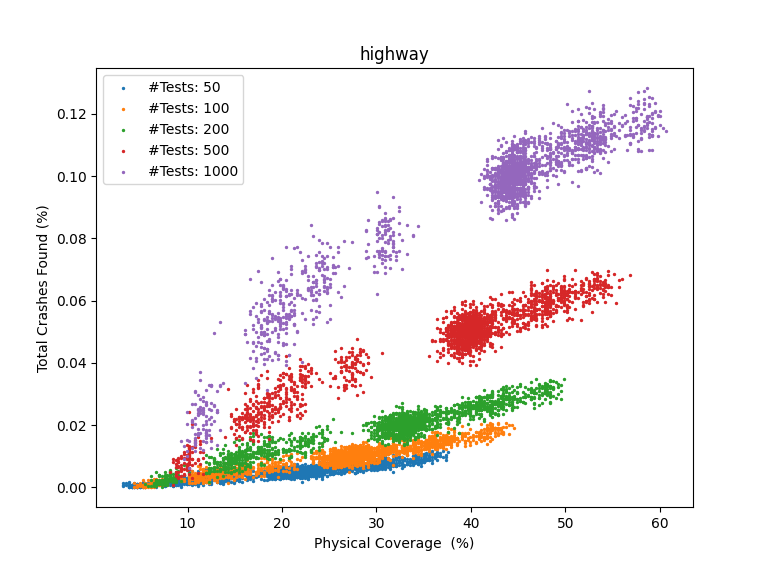 highway
#Tests: 50
#Tests: 100
#Tests: 200
#Tests: 500
#Tests: 1000
Total Crashes Found (%)
0.12
0.10
0.08
0.06
0.04
0.02
0.00
10 20 30 40 50 60
Physical Coverage (%)